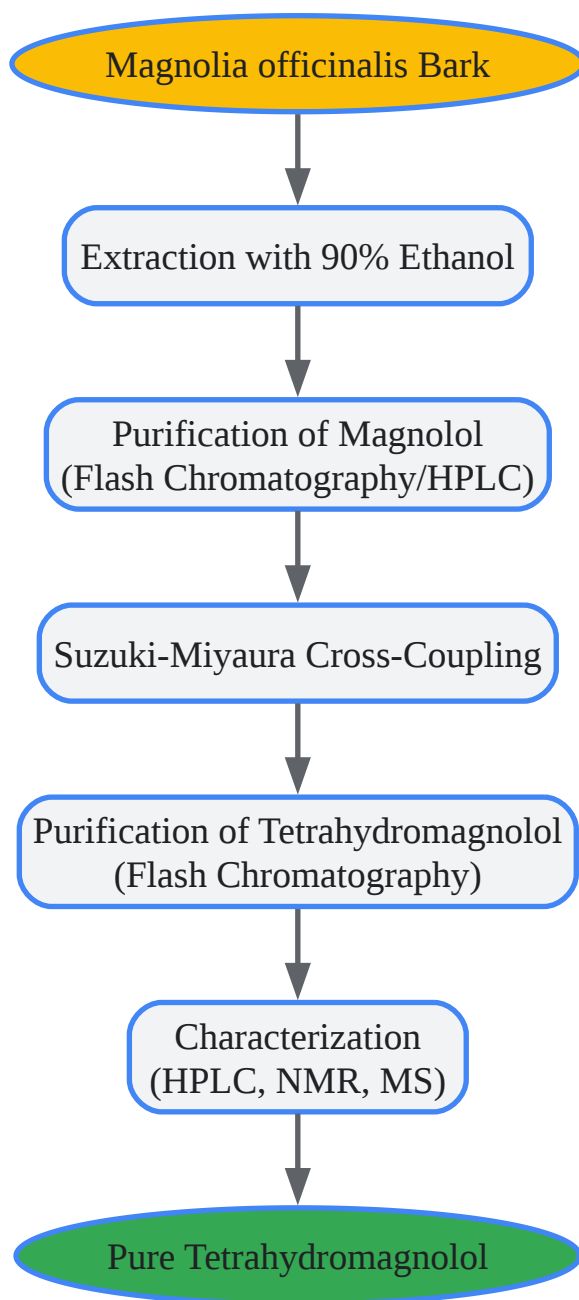 Magnolia officinalis Bark
Extraction with 90% Ethanol
Purification of Magnolol
(Flash Chromatography/HPLC)
Suzuki-Miyaura Cross-Coupling
Purification of Tetrahydromagnolol
(Flash Chromatography)
Characterization
(HPLC, NMR, MS)
Pure Tetrahydromagnolol